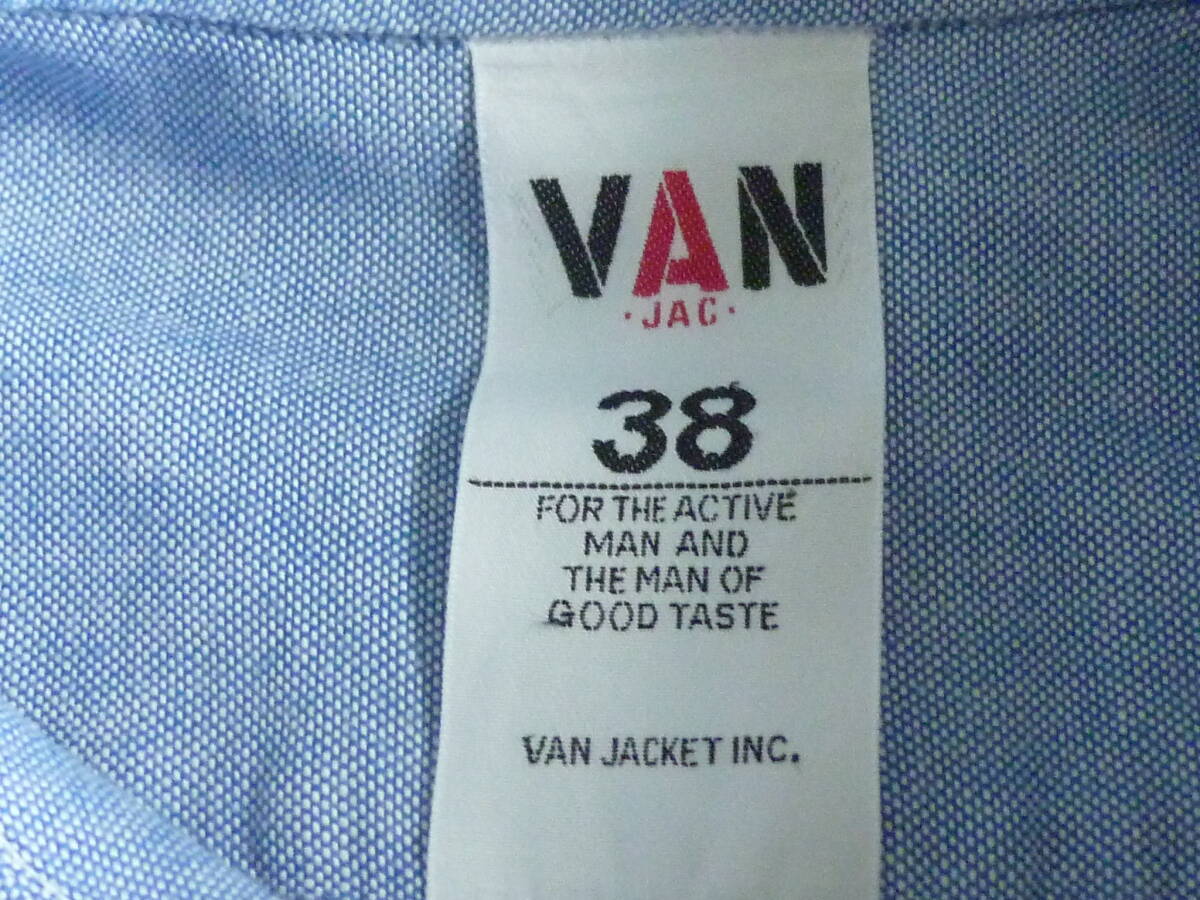 VAN
·JAC·
38
FOR THE ACTIVE
MAN AND
THE MAN OF
GOOD TASTE
VAN JACKET INC.